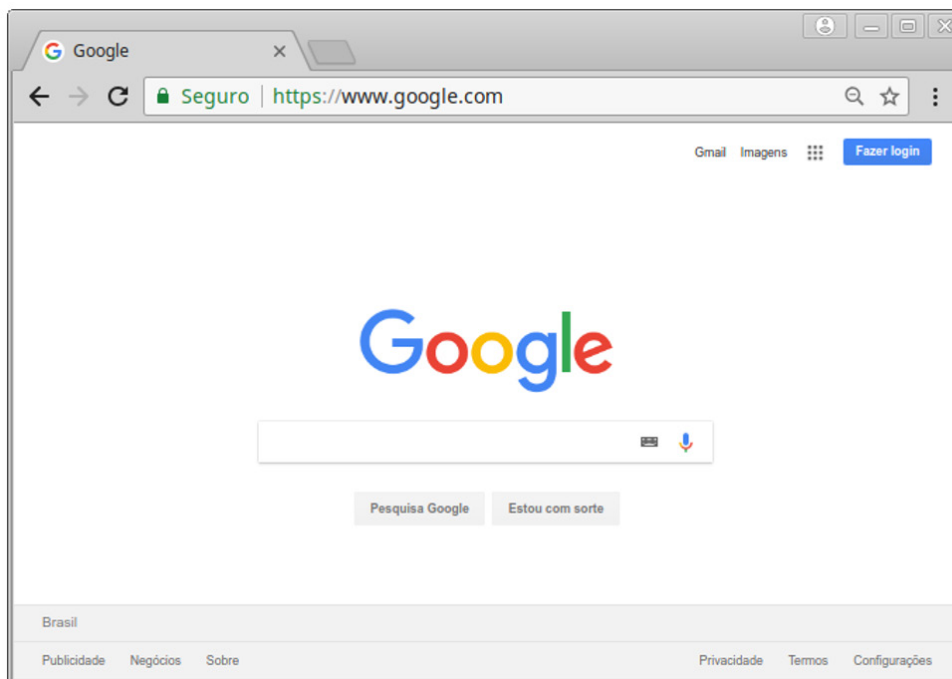 Google
Seguro https://www.google.com
Gmail Imagens Fazer login
Google
Pesquisa Google Estou com sorte
Brasil
Publicidade Negócios Sobre Privacidade Termos Configurações